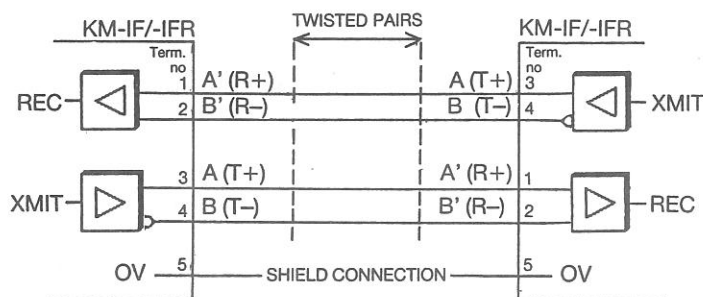 TWISTED PAIRS
KM-IF/-IFR KM-IF/-IFR
Term. no Term. no
1 A' (R+) A (T+) 3
REC XMIT
2 B' (R–) B (T–) 4
3 A (T+) A' (R+) 1
XMIT REC
4 B (T–) B' (R–) 2
OV 5 SHIELD CONNECTION 5 OV